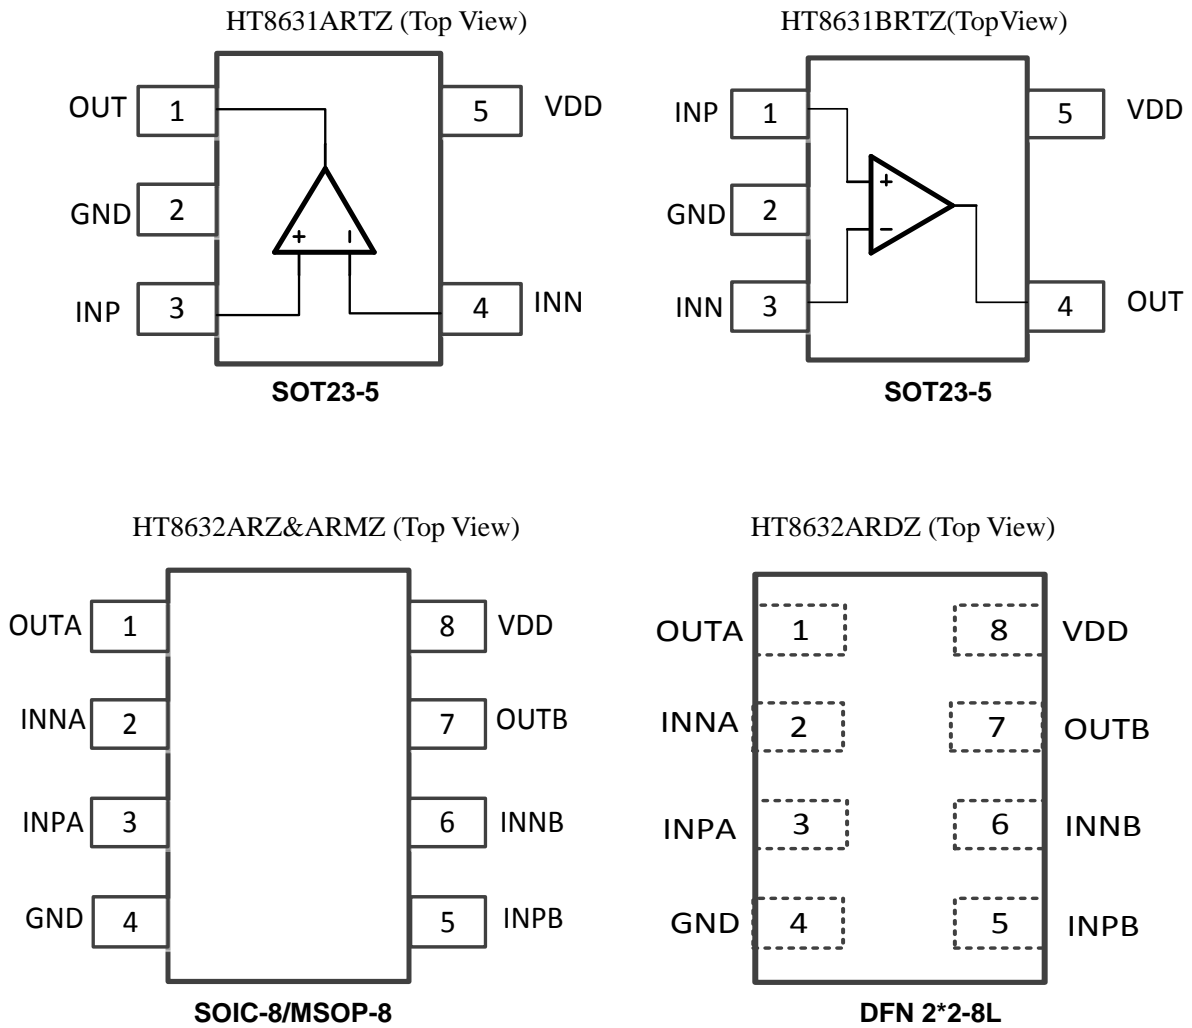 HT8631ARTZ (Top View)
OUT 1 5 VDD
GND 2
+ −
INP 3 4 INN
SOT23-5
HT8631BRTZ(TopView)
INP 1 5 VDD
+
GND 2
−
INN 3 4 OUT
SOT23-5
HT8632ARZ&ARMZ (Top View)
OUTA 1 8 VDD
INNA 2 7 OUTB
INPA 3 6 INNB
GND 4 5 INPB
SOIC-8/MSOP-8
HT8632ARDZ (Top View)
OUTA 1 8 VDD
INNA 2 7 OUTB
INPA 3 6 INNB
GND 4 5 INPB
DFN 2*2-8L